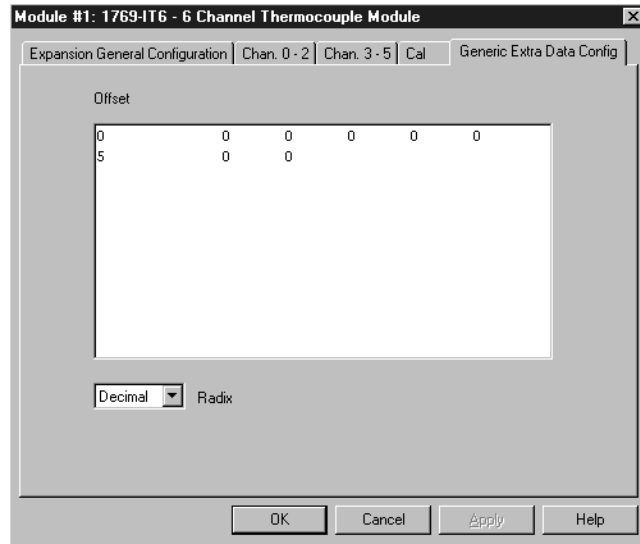 Module #1: 1769-IT6 - 6 Channel Thermocouple Module
Expansion General Configuration Chan. 0 - 2 Chan. 3 - 5 Cal Generic Extra Data Config
Offset
0 0 0 0 0 0
5 0 0
Decimal Radix
OK Cancel Apply Help